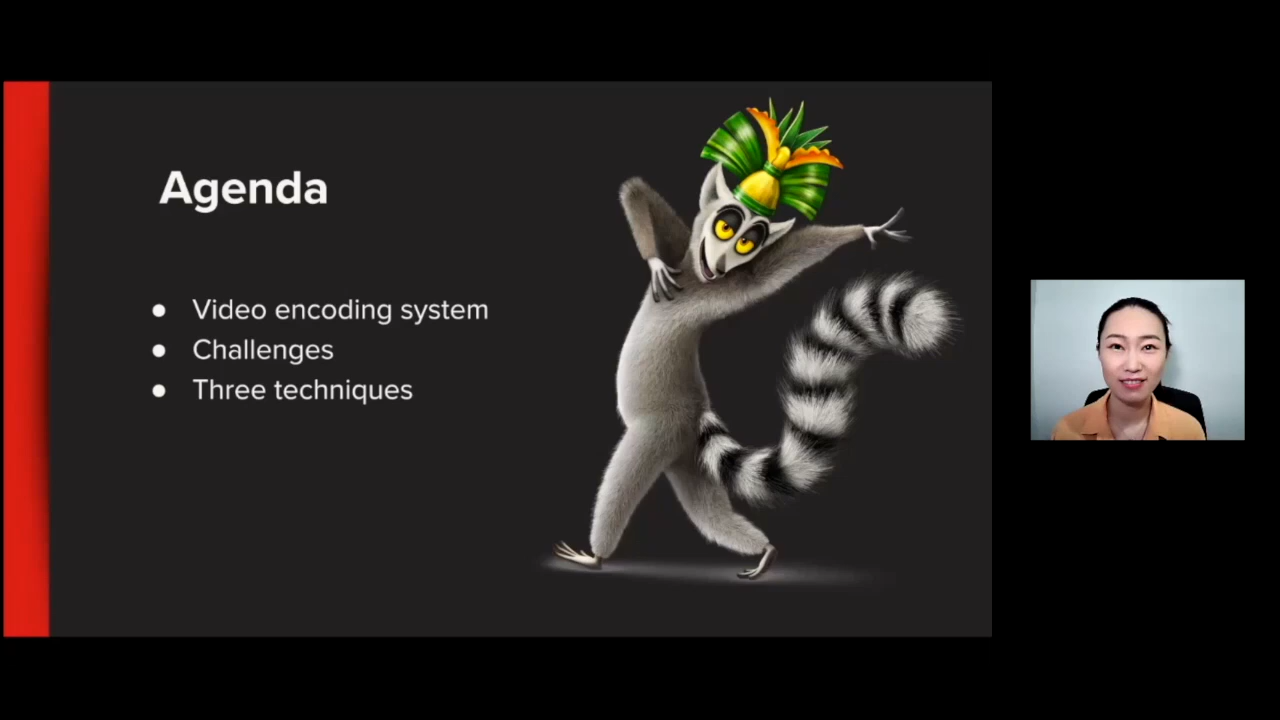 Agenda
● Video encoding system
● Challenges
● Three techniques